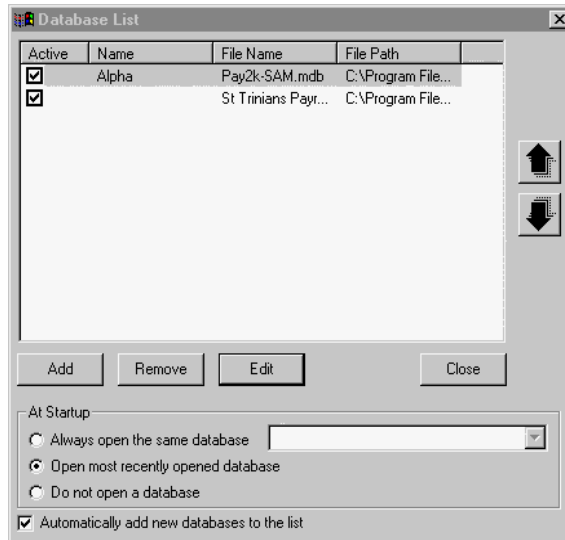 Database List
Active Name File Name File Path
Alpha Pay2k-SAM.mdb C:\Program File...
St Trinians Payr... C:\Program File...
Add Remove Edit Close
At Startup
Always open the same database
Open most recently opened database
Do not open a database
Automatically add new databases to the list